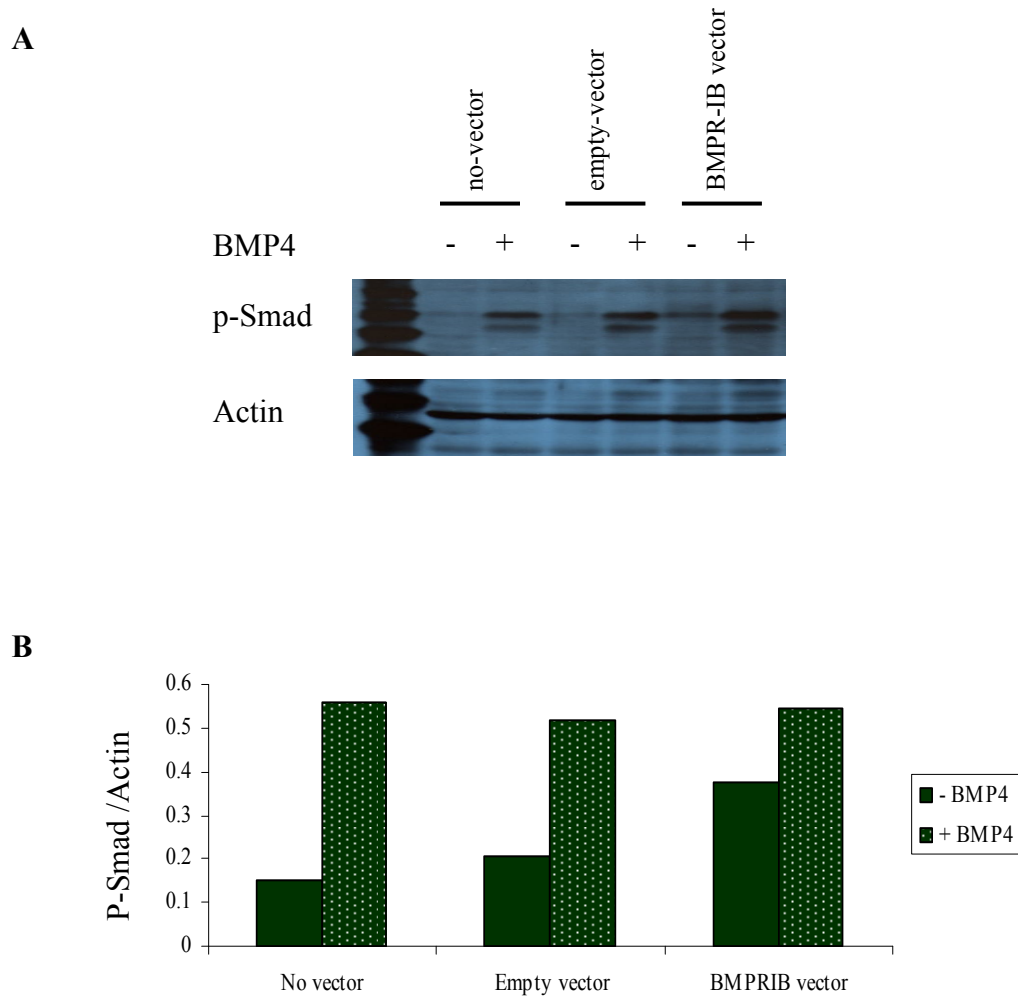 A
no-vector
empty-vector
BMPR-IB vector
BMP4 - + - + - +
p-Smad
Actin
B
P-Smad /Actin
0.6
0.5
0.4
0.3
0.2
0.1
0
No vector
Empty vector
BMPRIB vector
- BMP4
+ BMP4